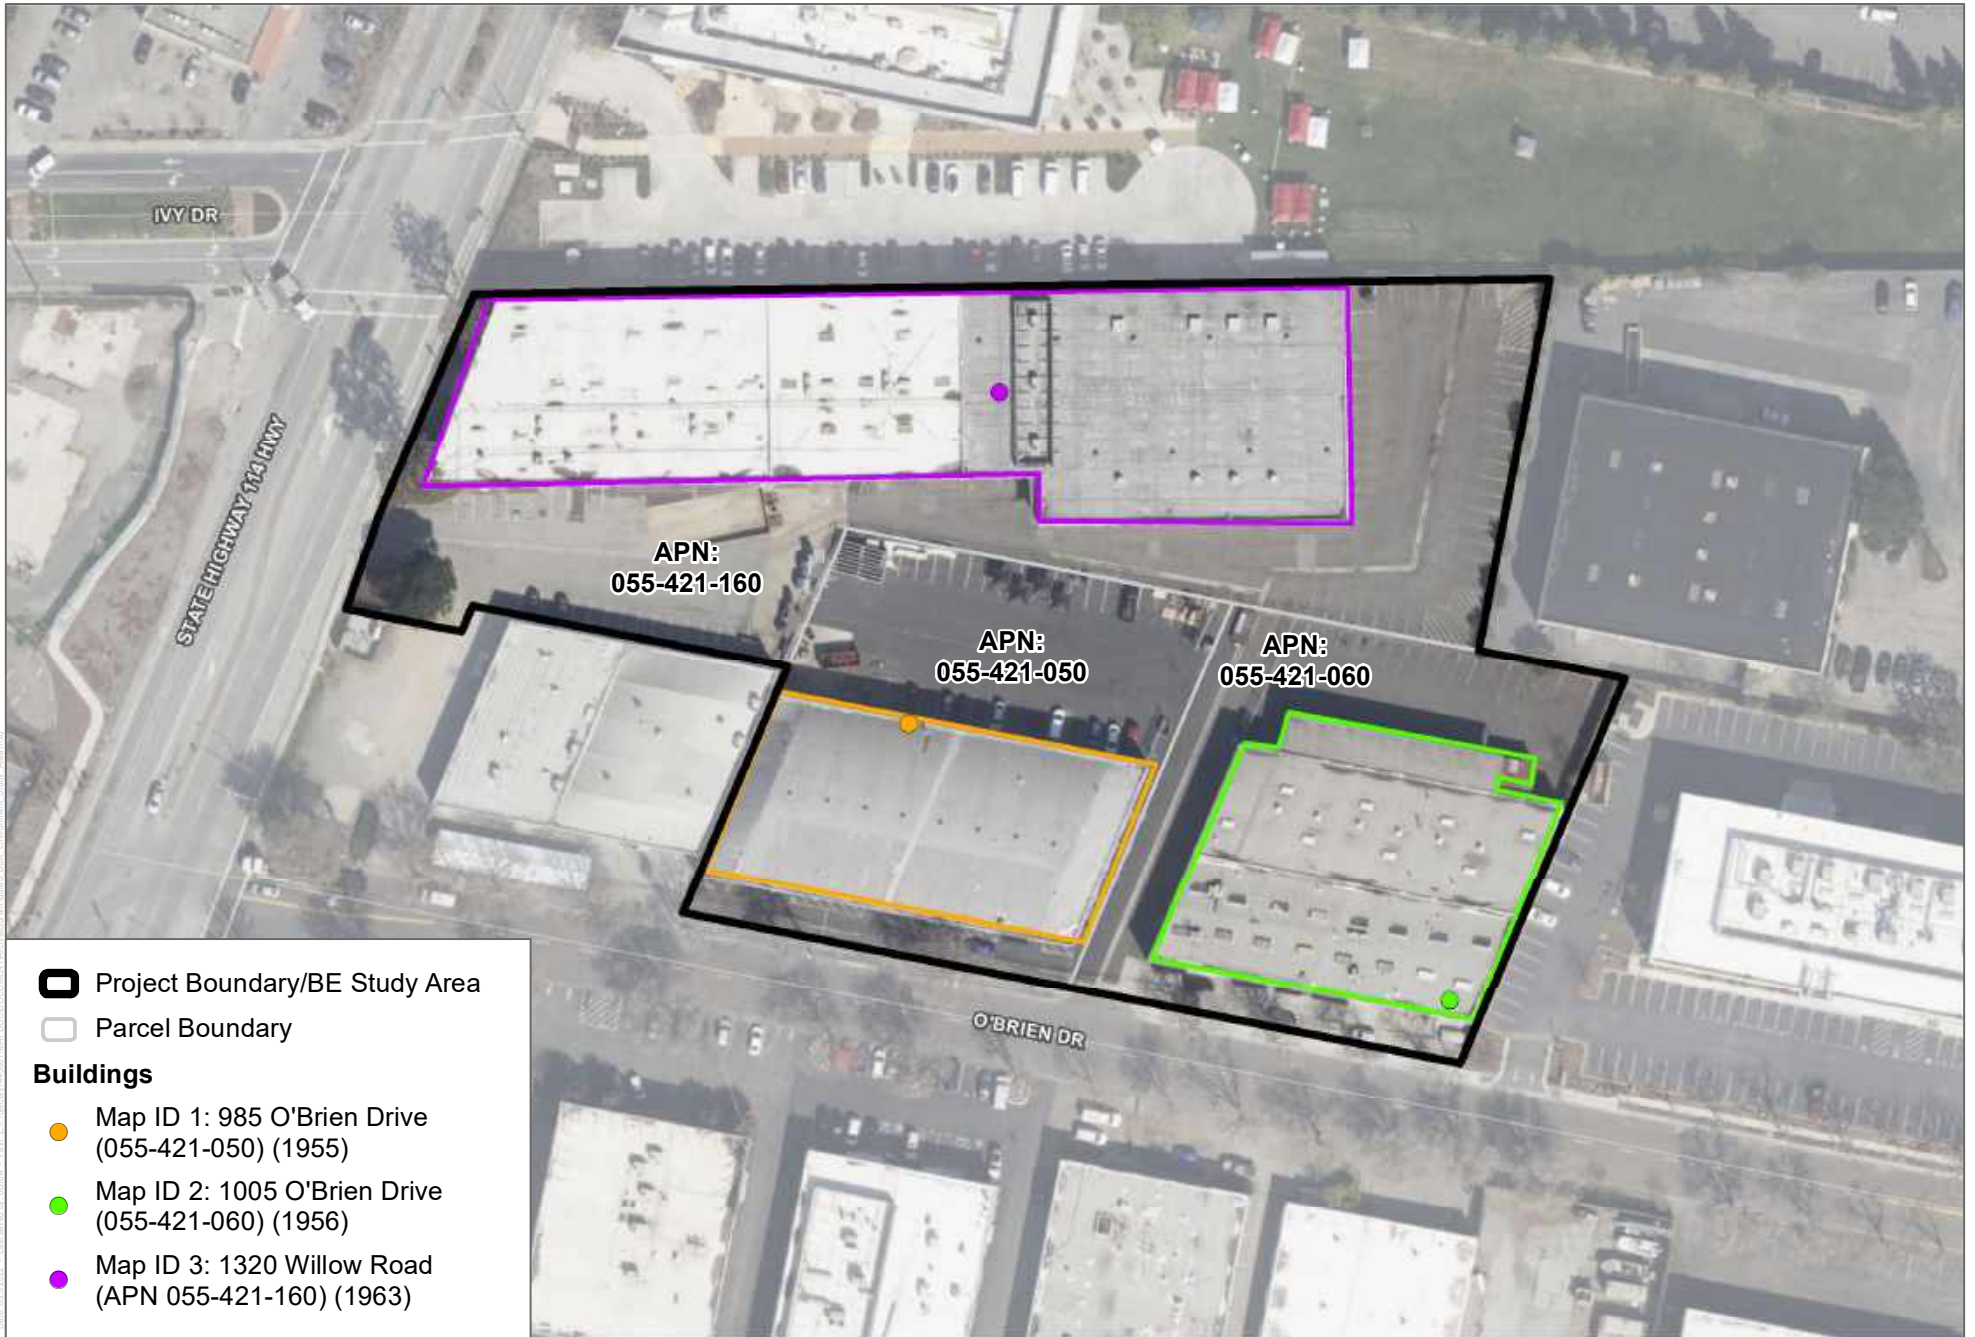 IVY DR
STATE HIGHWAY 114 HWY
APN:
055-421-160
APN:
055-421-050
APN:
055-421-060
O'BRIEN DR
Project Boundary/BE Study Area
Parcel Boundary
Buildings
Map ID 1: 985 O'Brien Drive
(055-421-050) (1955)
Map ID 2: 1005 O'Brien Drive
(055-421-060) (1956)
Map ID 3: 1320 Willow Road
(APN 055-421-160) (1963)